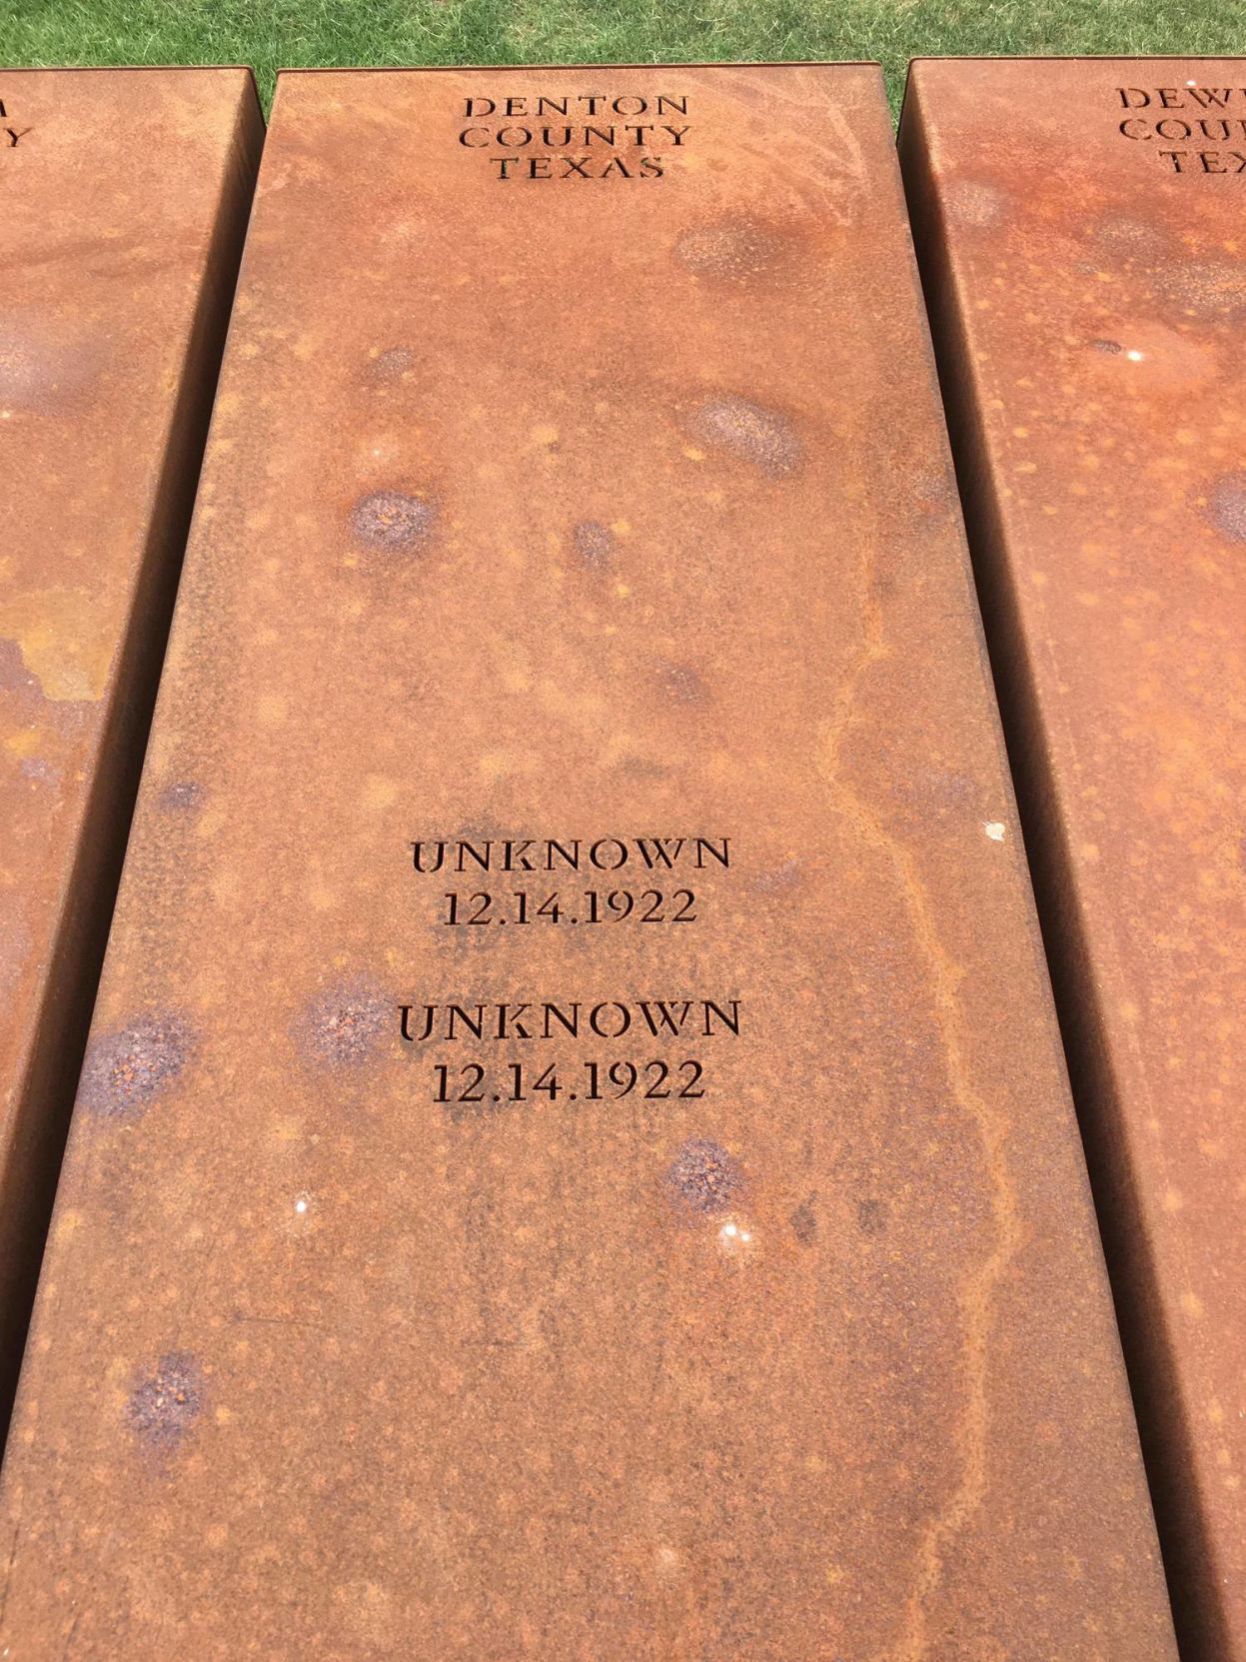 DENTON
COUNTY
TEXAS
UNKNOWN
12.14.1922
UNKNOWN
12.14.1922